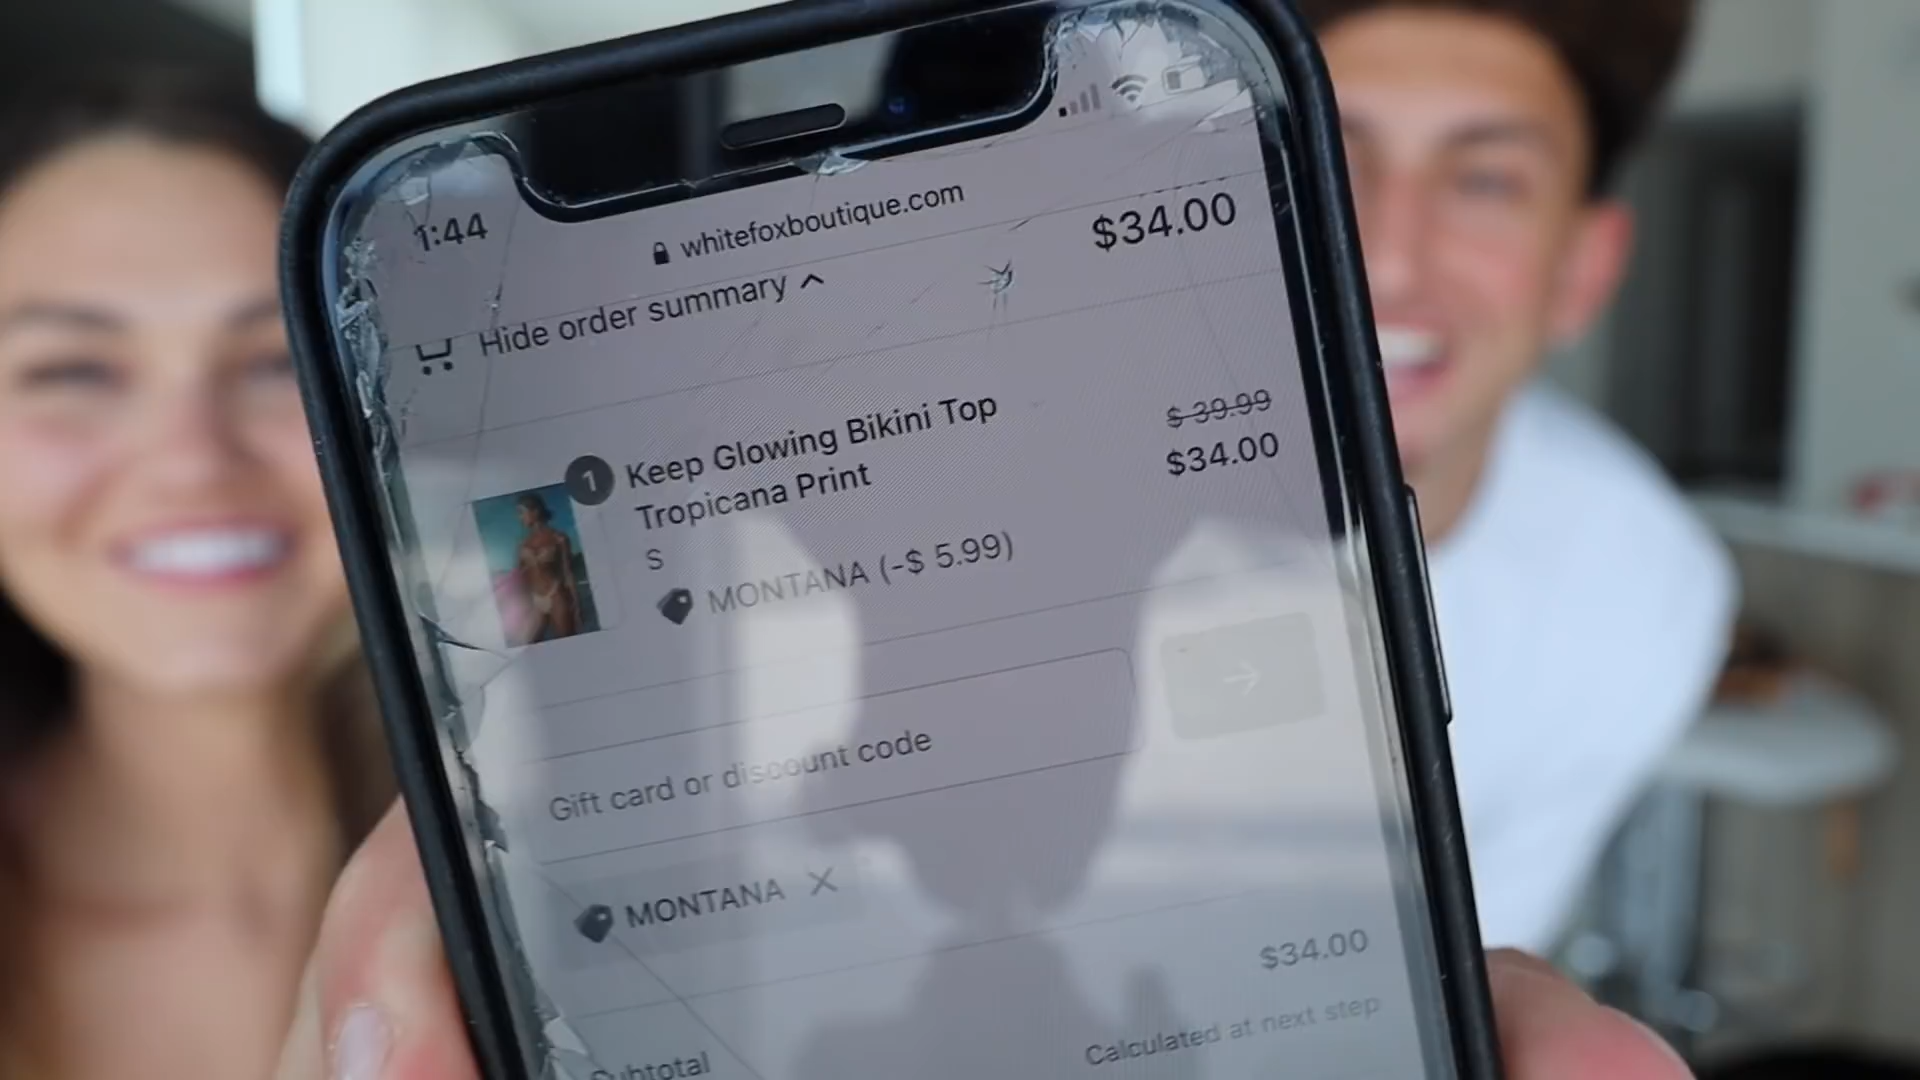 1:44
whitefoxboutique.com
Hide order summary
$34.00
1
Keep Glowing Bikini Top
Tropicana Print
S
$ 39.99
$34.00
MONTANA (-$ 5.99)
Gift card or discount code
MONTANA
Subtotal
$34.00
Calculated at next step